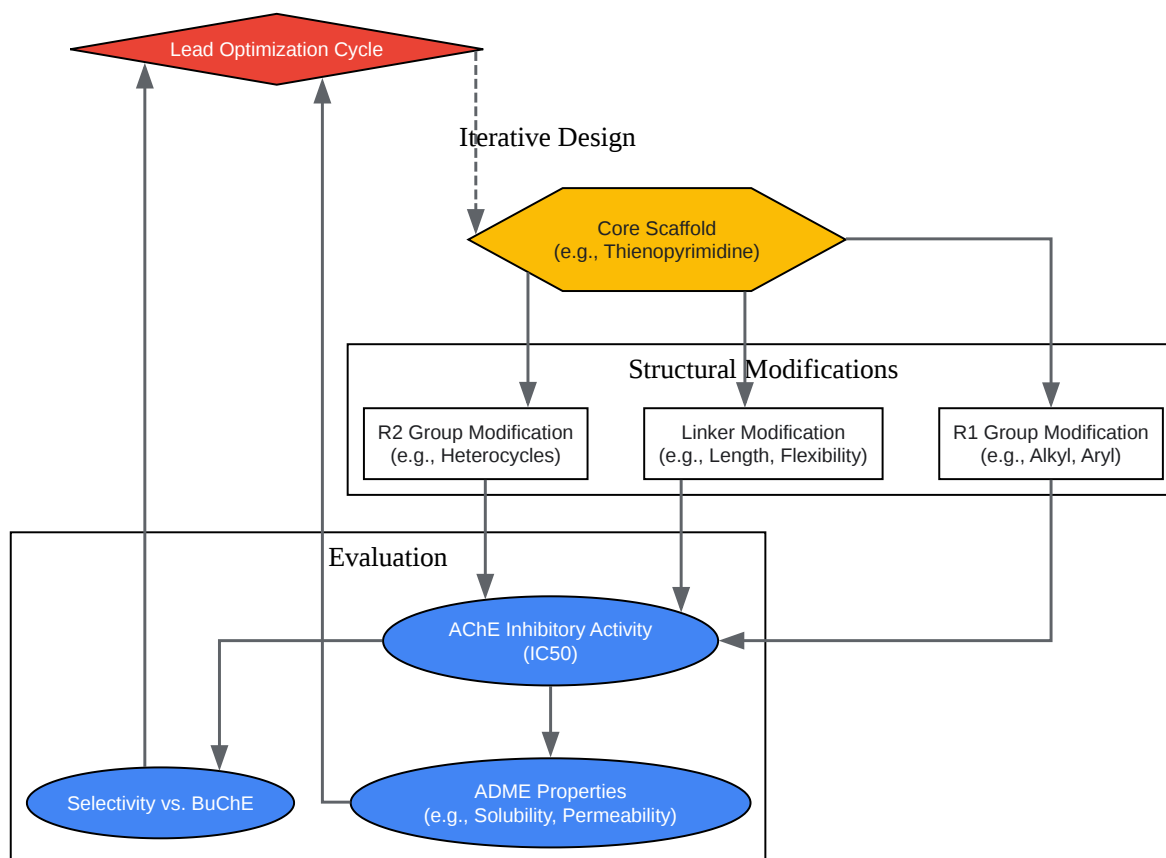 Lead Optimization Cycle
Iterative Design
Core Scaffold
(e.g., Thienopyrimidine)
Structural Modifications
R2 Group Modification
(e.g., Heterocycles)
Linker Modification
(e.g., Length, Flexibility)
R1 Group Modification
(e.g., Alkyl, Aryl)
Evaluation
AChE Inhibitory Activity
(IC50)
Selectivity vs. BuChE
ADME Properties
(e.g., Solubility, Permeability)